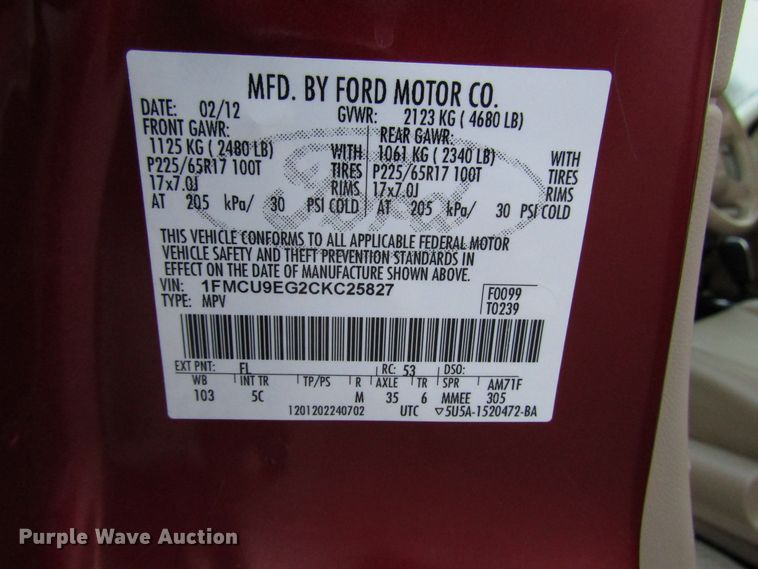 MFD. BY FORD MOTOR CO.
DATE: 02/12 GVWR: 2123 KG ( 4680 LB)
FRONT GAWR: REAR GAWR:
1125 KG ( 2480 LB) WITH 1061 KG ( 2340 LB) WITH
P225/65R17 100T TIRES P225/65R17 100T TIRES
17x7.0J RIMS 17x7.0J RIMS
AT 205 kPa/ 30 PSI COLD AT 205 kPa/ 30 PSI COLD
Ford
THIS VEHICLE CONFORMS TO ALL APPLICABLE FEDERAL MOTOR
VEHICLE SAFETY AND THEFT PREVENTION STANDARDS IN
EFFECT ON THE DATE OF MANUFACTURE SHOWN ABOVE.
VIN: 1FMCU9EG2CKC25827 F0099
TYPE: MPV T0239
EXT PNT: FL RC: 53 DSO:
WB INT TR TP/PS R AXLE TR SPR AM71F
103 5C M 35 6 MMEE 305
1201202240702 UTC ▽5U5A-1520472-BA
Purple Wave Auction